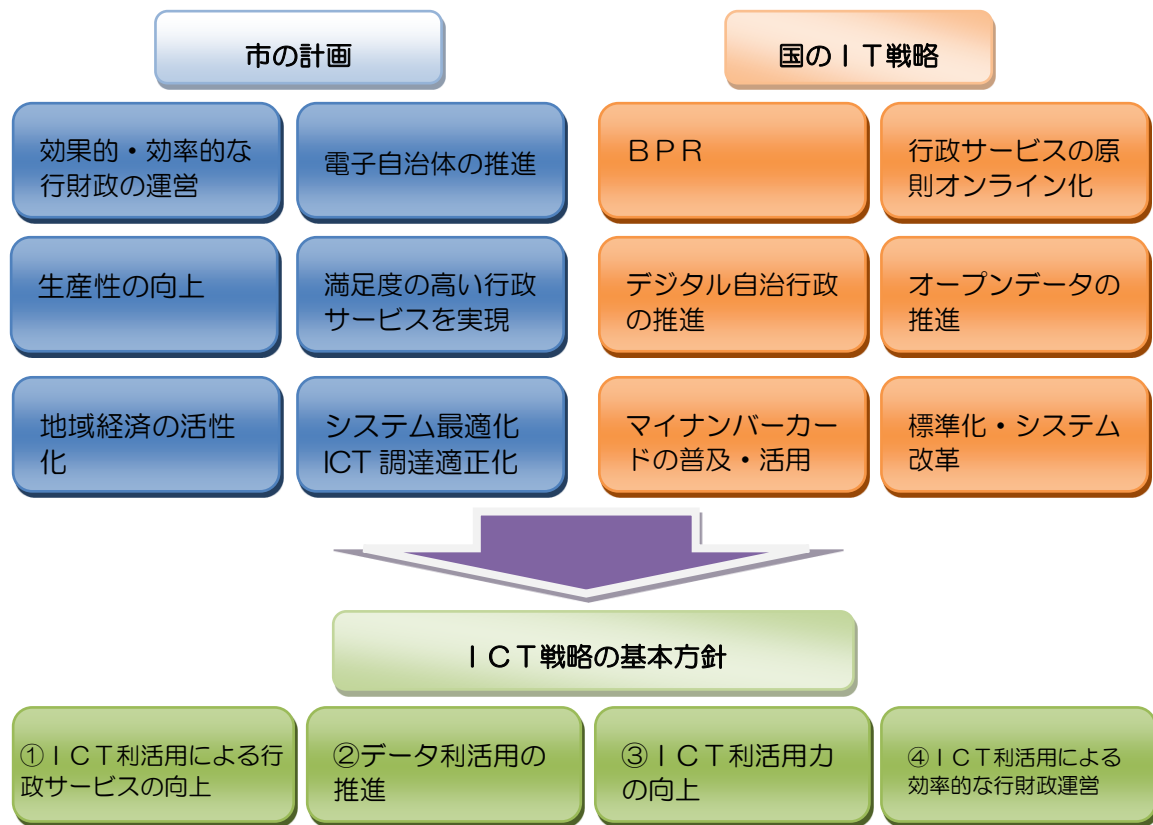 市の計画
国のＩＴ戦略
効果的・効率的な
行財政の運営
電子自治体の推進
ＢＰＲ
行政サービスの原
則オンライン化
生産性の向上
満足度の高い行政
サービスを実現
デジタル自治行政
の推進
オープンデータの
推進
地域経済の活性
化
システム最適化
ICT 調達適正化
マイナンバーカー
ドの普及・活用
標準化・システム
改革
ＩＣＴ戦略の基本方針
①ＩＣＴ利活用による行
政サービスの向上
②データ利活用の
推進
③ＩＣＴ利活用力
の向上
④ＩＣＴ利活用による
効率的な行財政運営